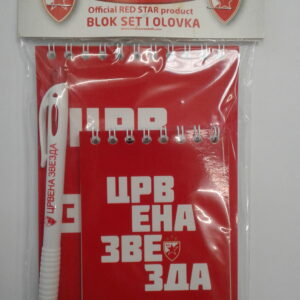 Official RED STAR product
BLOK SET I OLOVKA
ЦРВ
ЦРВЕНА ЗВЕЗДА
ЦРВ
ЕНА
ЗВЕ
ЗДА